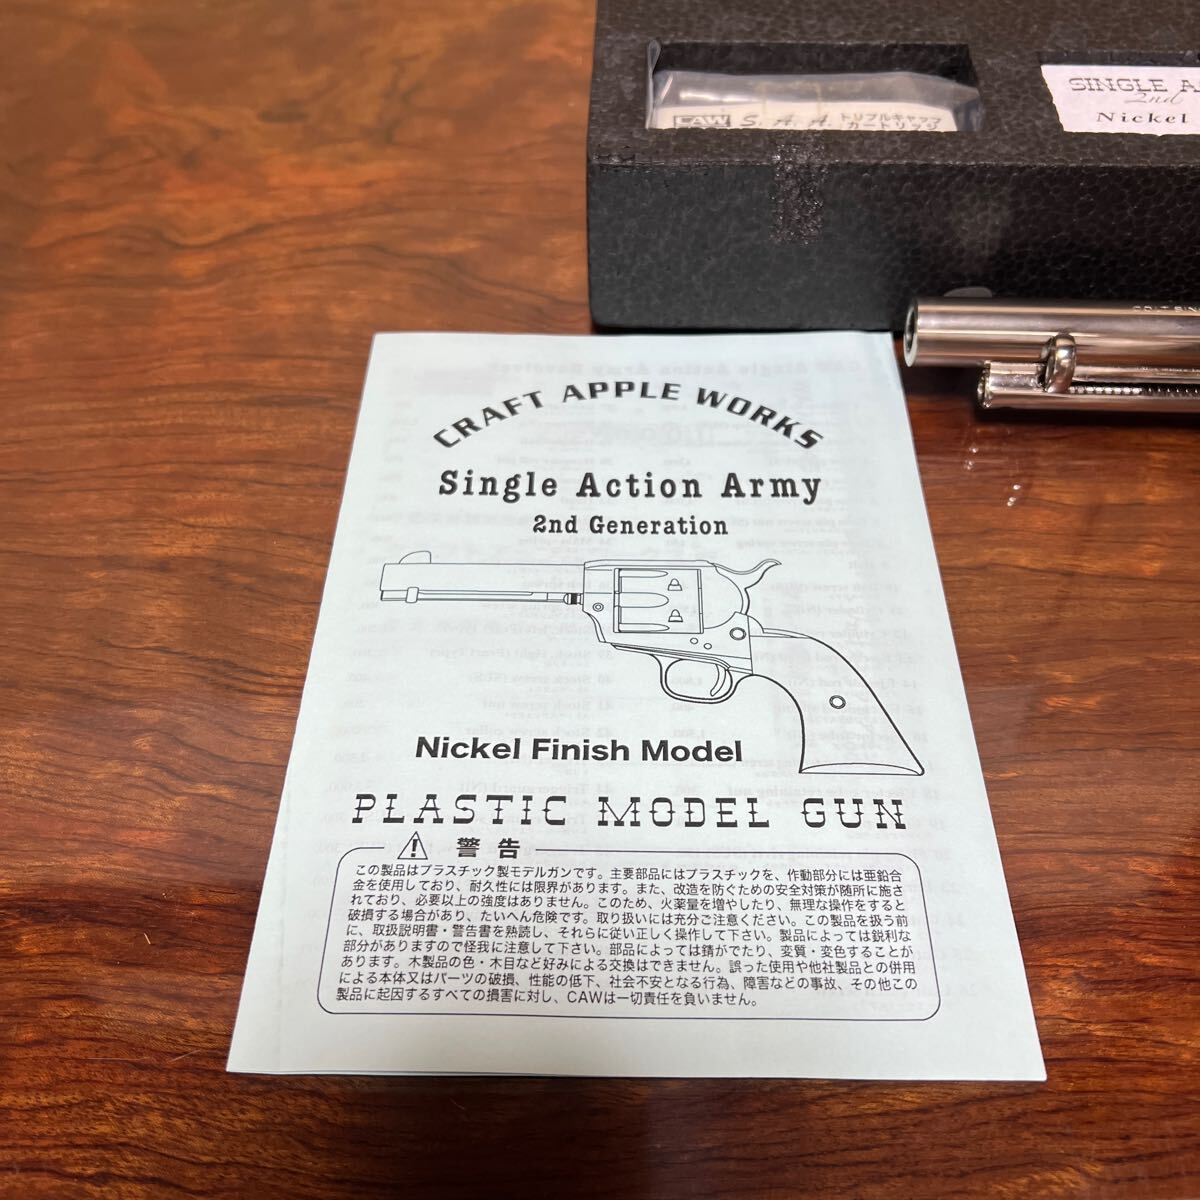 CAW S. A. A. トリプルキャップ
カートリッジ
SINGLE A
2nd
Nickel
COLT SIN
CRAFT APPLE WORKS
Single Action Army
2nd Generation
Nickel Finish Model
PLASTIC MODEL GUN
警告
この製品はプラスチック製モデルガンです。主要部品にはプラスチックを、作動部分には亜鉛合
金を使用しており、耐久性には限界があります。また、改造を防ぐための安全対策が随所に施さ
れており、必要以上の強度はありません。このため、火薬量を増やしたり、無理な操作をすると
破損する場合があり、たいへん危険です。取り扱いには充分ご注意ください。この製品を扱う前
に、取扱説明書・警告書を熟読し、それらに従い正しく操作して下さい。製品によっては鋭利な
部分がありますので怪我に注意して下さい。部品によっては錆がでたり、変質・変色することが
あります。木製品の色・木目など好みによる交換はできません。誤った使用や他社製品との併用
による本体又はパーツの破損、性能の低下、社会不安となる行為、障害などの事故、その他この
製品に起因するすべての損害に対し、CAWは一切責任を負いません。